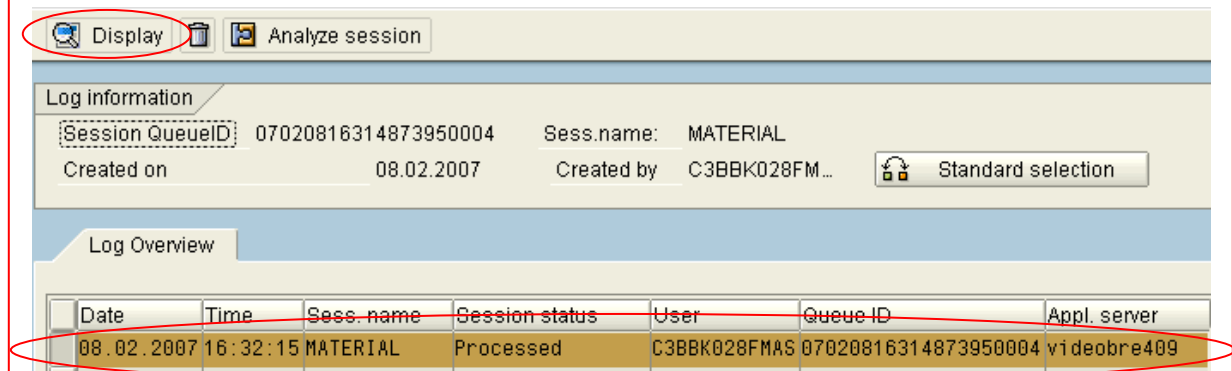 Display Analyze session
Log information
Session QueueID: 07020816314873950004 Sess.name: MATERIAL
Created on 08.02.2007 Created by C3BBK028FM... Standard selection
Log Overview
Date Time Sess. name Session status User Queue ID Appl. server
08.02.2007 16:32:15 MATERIAL Processed C3BBK028FMAS 07020816314873950004 videobre409